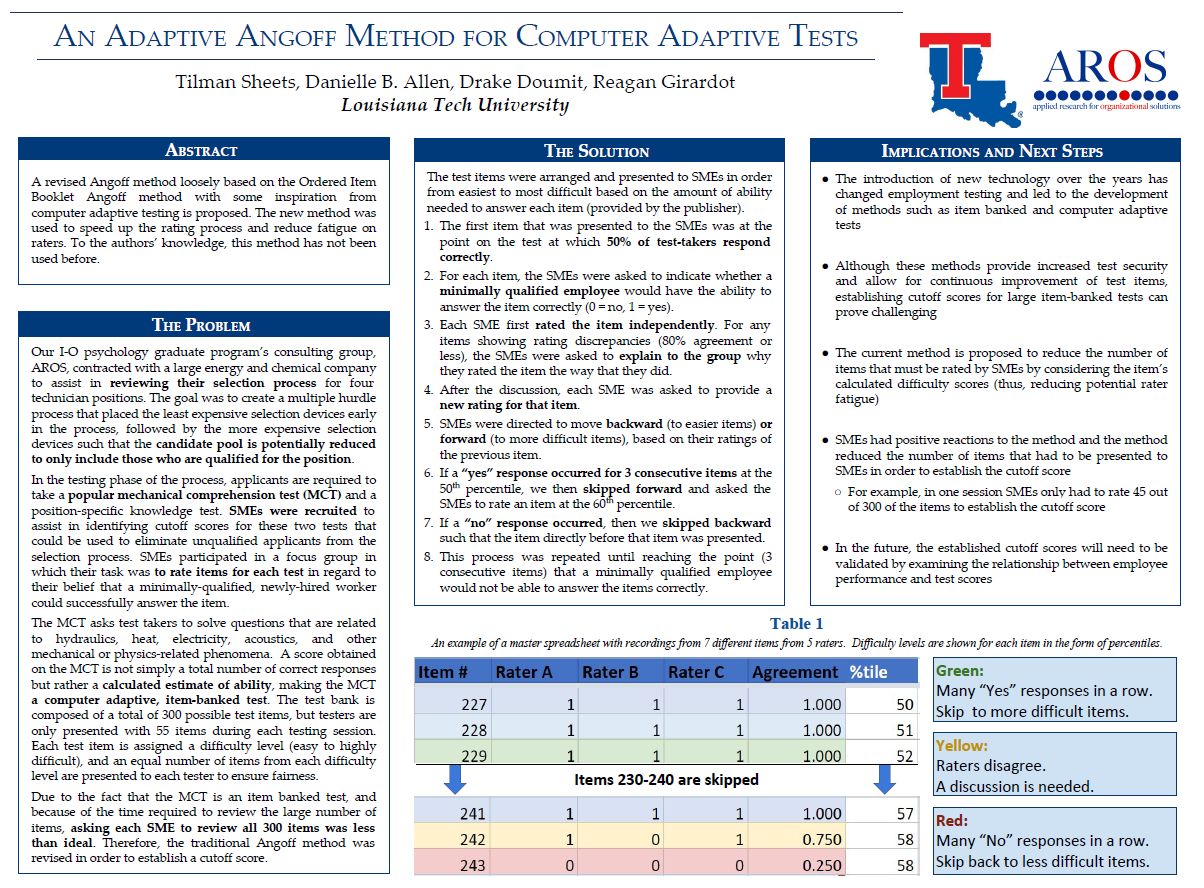 AN ADAPTIVE ANGOFF METHOD FOR COMPUTER ADAPTIVE TESTS
Tilman Sheets, Danielle B. Allen, Drake Doumit, Reagan Girardot
Louisiana Tech University
T
®
AROS
applied research for organizational solutions
ABSTRACT
A revised Angoff method loosely based on the Ordered Item
Booklet Angoff method with some inspiration from
computer adaptive testing is proposed. The new method was
used to speed up the rating process and reduce fatigue on
raters. To the authors' knowledge, this method has not been
used before.
THE PROBLEM
Our I-O psychology graduate program's consulting group,
AROS, contracted with a large energy and chemical company
to assist in reviewing their selection process for four
technician positions. The goal was to create a multiple hurdle
process that placed the least expensive selection devices early
in the process, followed by the more expensive selection
devices such that the candidate pool is potentially reduced
to only include those who are qualified for the position.
In the testing phase of the process, applicants are required to
take a popular mechanical comprehension test (MCT) and a
position-specific knowledge test. SMEs were recruited to
assist in identifying cutoff scores for these two tests that
could be used to eliminate unqualified applicants from the
selection process. SMEs participated in a focus group in
which their task was to rate items for each test in regard to
their belief that a minimally-qualified, newly-hired worker
could successfully answer the item.
The MCT asks test takers to solve questions that are related
to hydraulics, heat, electricity, acoustics, and other
mechanical or physics-related phenomena. A score obtained
on the MCT is not simply a total number of correct responses
but rather a calculated estimate of ability, making the MCT
a computer adaptive, item-banked test. The test bank is
composed of a total of 300 possible test items, but testers are
only presented with 55 items during each testing session.
Each test item is assigned a difficulty level (easy to highly
difficult), and an equal number of items from each difficulty
level are presented to each tester to ensure fairness.
Due to the fact that the MCT is an item banked test, and
because of the time required to review the large number of
items, asking each SME to review all 300 items was less
than ideal. Therefore, the traditional Angoff method was
revised in order to establish a cutoff score.
THE SOLUTION
The test items were arranged and presented to SMEs in order
from easiest to most difficult based on the amount of ability
needed to answer each item (provided by the publisher).
1. The first item that was presented to the SMEs was at the
point on the test at which 50% of test-takers respond
correctly.
2. For each item, the SMEs were asked to indicate whether a
minimally qualified employee would have the ability to
answer the item correctly (0 = no, 1 = yes).
3. Each SME first rated the item independently. For any
items showing rating discrepancies (80% agreement or
less), the SMEs were asked to explain to the group why
they rated the item the way that they did.
4. After the discussion, each SME was asked to provide a
new rating for that item.
5. SMEs were directed to move backward (to easier items) or
forward (to more difficult items), based on their ratings of
the previous item.
6. If a "yes" response occurred for 3 consecutive items at the
50th percentile, we then skipped forward and asked the
SMEs to rate an item at the 60th percentile.
7. If a "no" response occurred, then we skipped backward
such that the item directly before that item was presented.
8. This process was repeated until reaching the point (3
consecutive items) that a minimally qualified employee
would not be able to answer the items correctly.
IMPLICATIONS AND NEXT STEPS
● The introduction of new technology over the years has
changed employment testing and led to the development
of methods such as item banked and computer adaptive
tests
● Although these methods provide increased test security
and allow for continuous improvement of test items,
establishing cutoff scores for large item-banked tests can
prove challenging
● The current method is proposed to reduce the number of
items that must be rated by SMEs by considering the item's
calculated difficulty scores (thus, reducing potential rater
fatigue)
● SMEs had positive reactions to the method and the method
reduced the number of items that had to be presented to
SMEs in order to establish the cutoff score
○ For example, in one session SMEs only had to rate 45 out
of 300 of the items to establish the cutoff score
● In the future, the established cutoff scores will need to be
validated by examining the relationship between employee
performance and test scores
Table 1
An example of a master spreadsheet with recordings from 7 different items from 5 raters. Difficulty levels are shown for each item in the form of percentiles.
Item # Rater A Rater B Rater C Agreement %tile
227 1 1 1 1.000 50
228 1 1 1 1.000 51
229 1 1 1 1.000 52
Items 230-240 are skipped
241 1 1 1 1.000 57
242 1 0 1 0.750 58
243 0 0 0 0.250 58
Green:
Many "Yes" responses in a row.
Skip to more difficult items.
Yellow:
Raters disagree.
A discussion is needed.
Red:
Many "No" responses in a row.
Skip back to less difficult items.